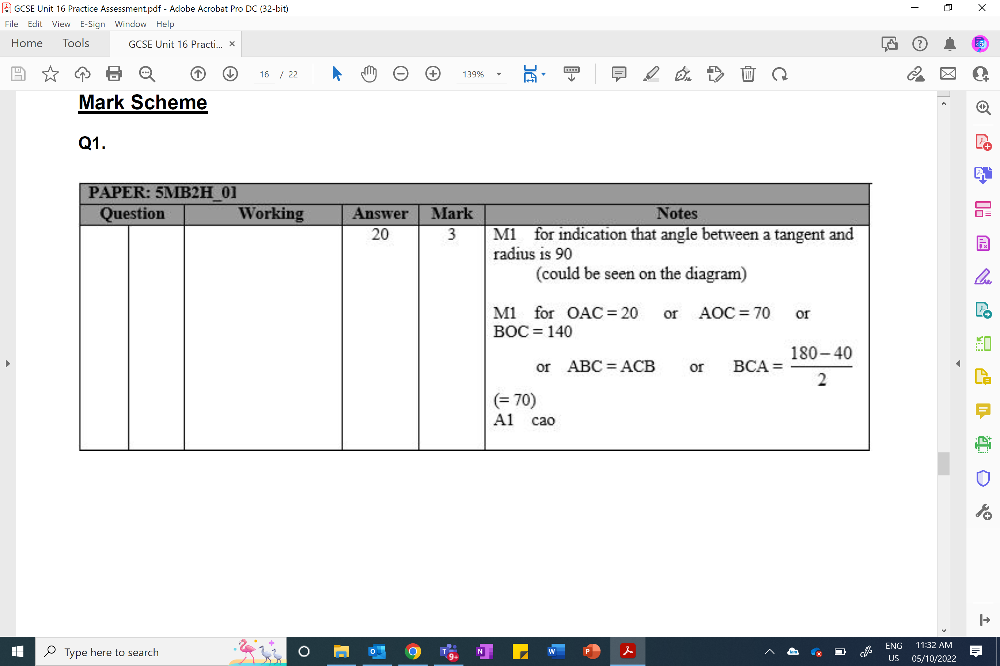 GCSE Unit 16 Practice Assessment.pdf - Adobe Acrobat Pro DC (32-bit)
File Edit View E-Sign Window Help
Home Tools GCSE Unit 16 Practi... ×
16 / 22 139%
Mark Scheme
Q1.
PAPER: 5MB2H_01
Question Working Answer Mark Notes
20 3 M1 for indication that angle between a tangent and
radius is 90
(could be seen on the diagram)
M1 for OAC = 20 or AOC = 70 or
BOC = 140
or ABC = ACB or BCA = 180 – 40
2
(= 70)
A1 cao
Type here to search
9+
iam
ENG
US
11:32 AM
05/10/2022